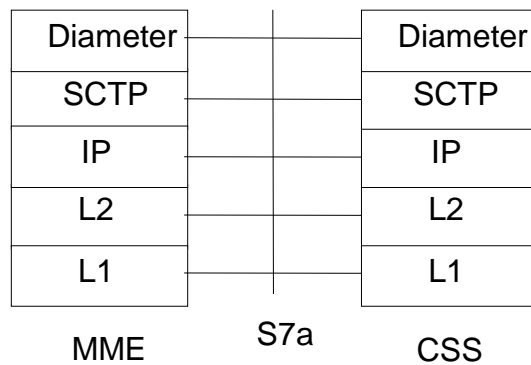 Diameter Diameter
SCTP SCTP
IP IP
L2 L2
L1 L1
MME S7a CSS